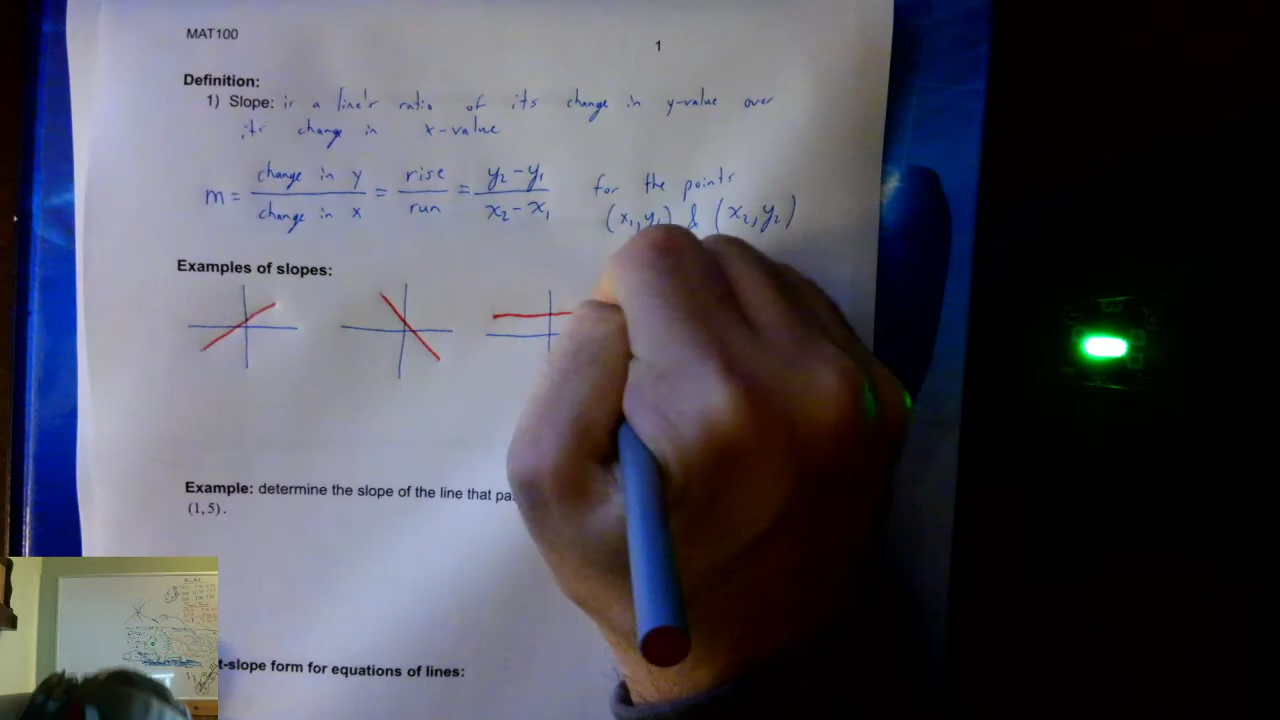 MAT100
1
Definition:
1) Slope: is a line's ratio of its change in y-value over
its change in x-value
m = change in y / change in x = rise / run = y₂-y₁ / x₂-x₁ for the points
(x₁,y₁) & (x₂,y₂)
Examples of slopes:
Example: determine the slope of the line that pa
(1,5).
t-slope form for equations of lines: